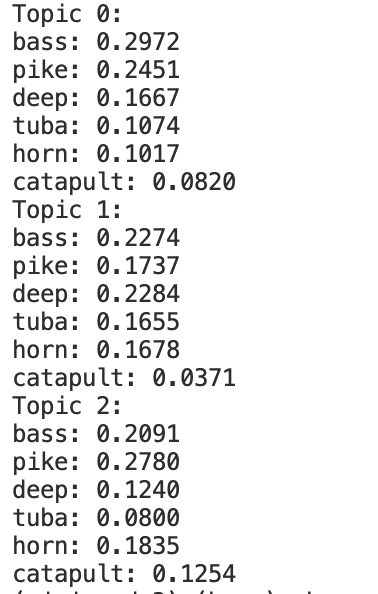 Topic 0:
bass: 0.2972
pike: 0.2451
deep: 0.1667
tuba: 0.1074
horn: 0.1017
catapult: 0.0820
Topic 1:
bass: 0.2274
pike: 0.1737
deep: 0.2284
tuba: 0.1655
horn: 0.1678
catapult: 0.0371
Topic 2:
bass: 0.2091
pike: 0.2780
deep: 0.1240
tuba: 0.0800
horn: 0.1835
catapult: 0.1254